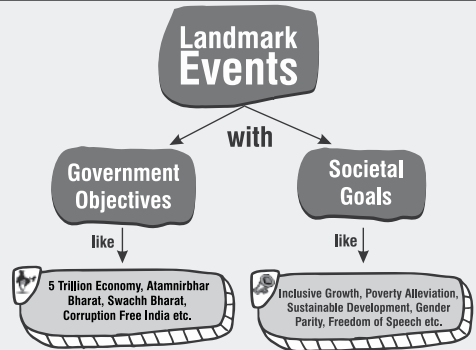 Landmark
Events
with
Government
Objectives
Societal
Goals
like
like
5 Trillion Economy, Atamnirbhar
Bharat, Swachh Bharat,
Corruption Free India etc.
Inclusive Growth, Poverty Alleviation,
Sustainable Development, Gender
Parity, Freedom of Speech etc.